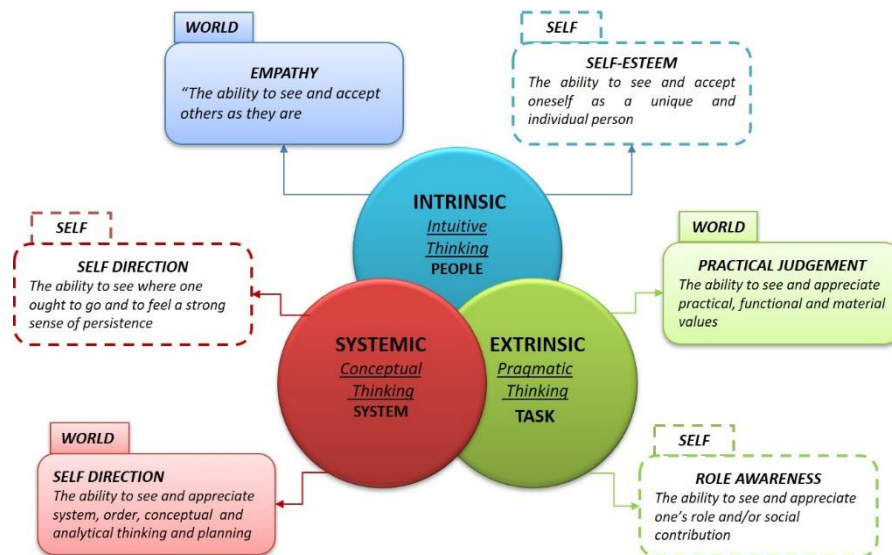 WORLD
EMPATHY
“The ability to see and accept
others as they are
SELF
SELF-ESTEEM
The ability to see and accept
oneself as a unique and
individual person
INTRINSIC
Intuitive
Thinking
PEOPLE
SELF
SELF DIRECTION
The ability to see where one
ought to go and to feel a strong
sense of persistence
WORLD
PRACTICAL JUDGEMENT
The ability to see and appreciate
practical, functional and material
values
SYSTEMIC
Conceptual
Thinking
SYSTEM
EXTRINSIC
Pragmatic
Thinking
TASK
WORLD
SELF DIRECTION
The ability to see and appreciate
system, order, conceptual and
analytical thinking and planning
SELF
ROLE AWARENESS
The ability to see and appreciate
one’s role and/or social
contribution